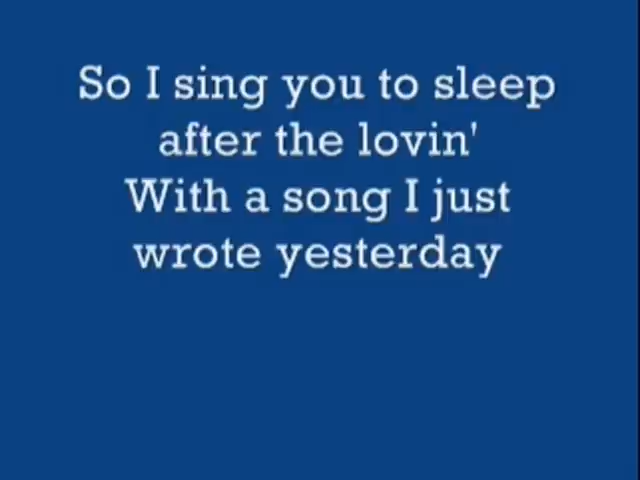 So I sing you to sleep
after the lovin'
With a song I just
wrote yesterday